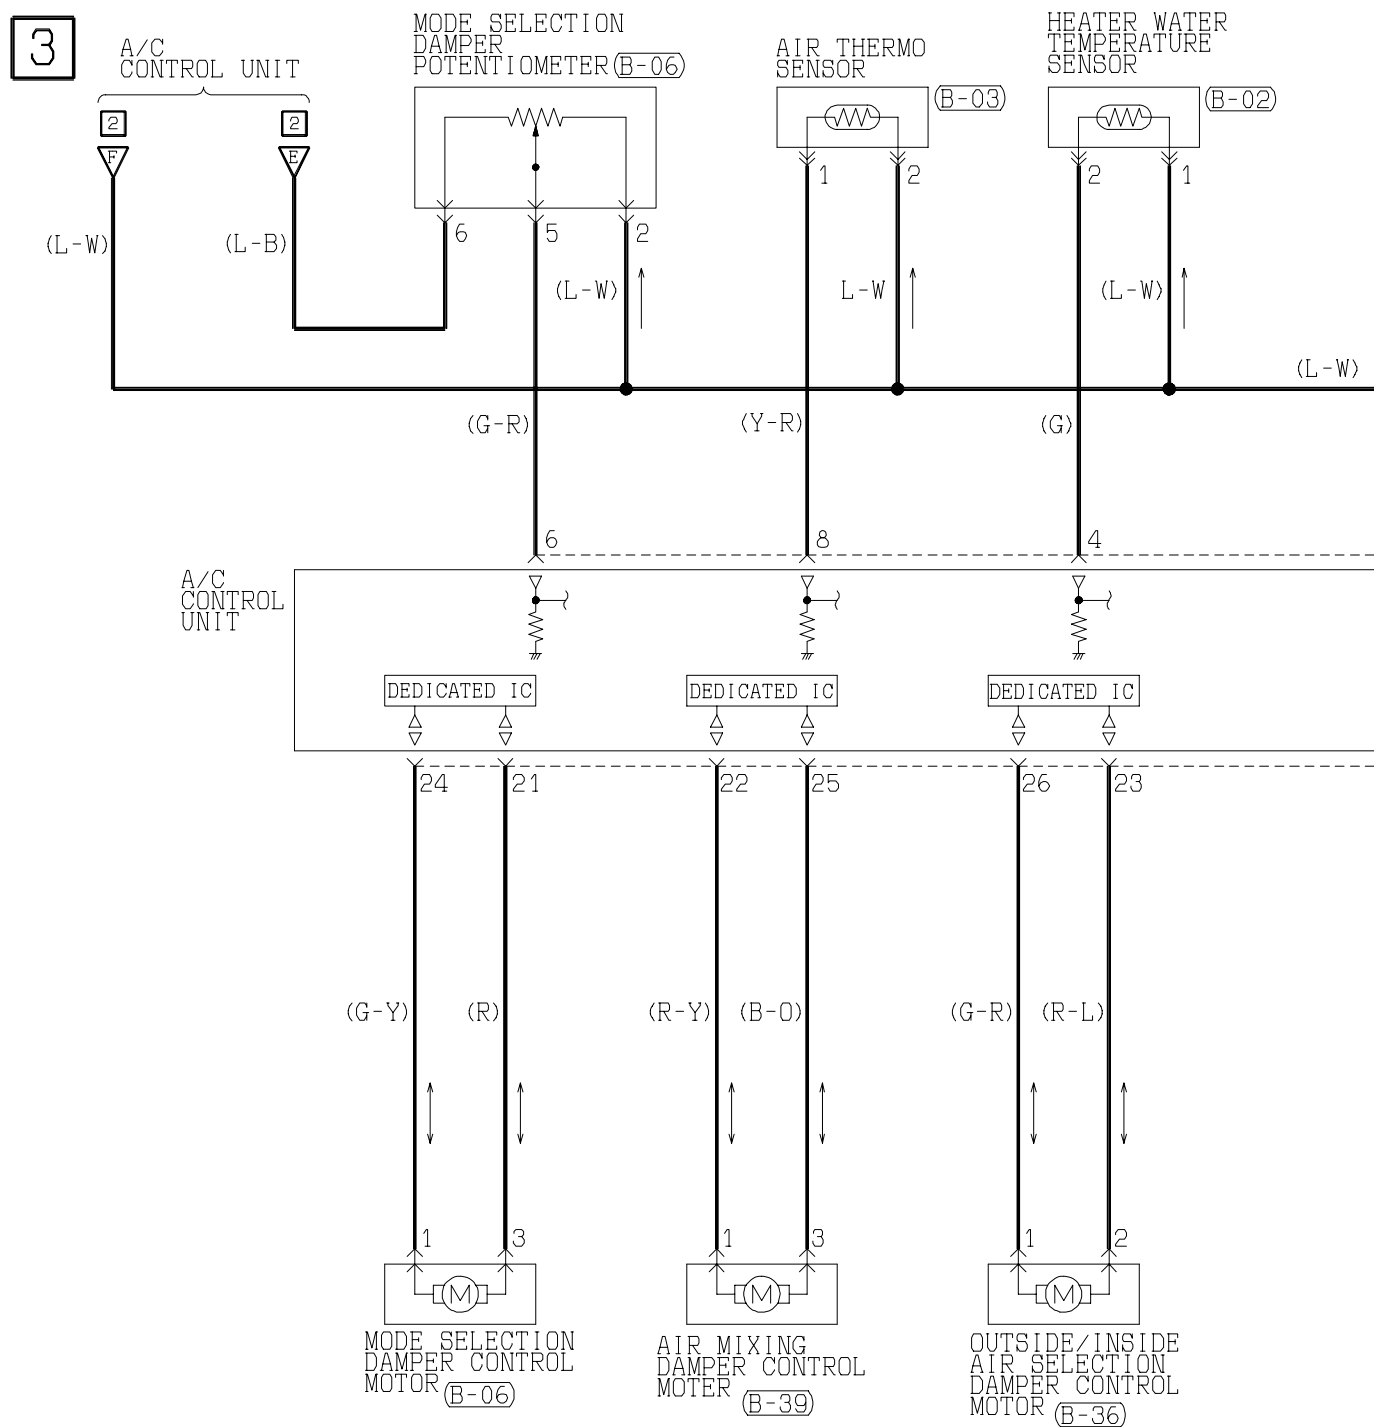 3
A/C
CONTROL UNIT
MODE SELECTION
DAMPER
POTENTIOMETER (B-06)
AIR THERMO
SENSOR
(B-03)
HEATER WATER
TEMPERATURE
SENSOR
(B-02)
2 2
F E
1 2 2 1
6 5 2
(L-W) (L-B) (L-W) L-W (L-W)
(L-W)
(G-R) (Y-R) (G)
6 8 4
A/C
CONTROL
UNIT
DEDICATED IC DEDICATED IC DEDICATED IC
24 21 22 25 26 23
(G-Y) (R) (R-Y) (B-O) (G-R) (R-L)
1 3 1 3 1 2
M M M
MODE SELECTION
DAMPER CONTROL
MOTOR (B-06)
AIR MIXING
DAMPER CONTROL
MOTER (B-39)
OUTSIDE/INSIDE
AIR SELECTION
DAMPER CONTROL
MOTOR (B-36)